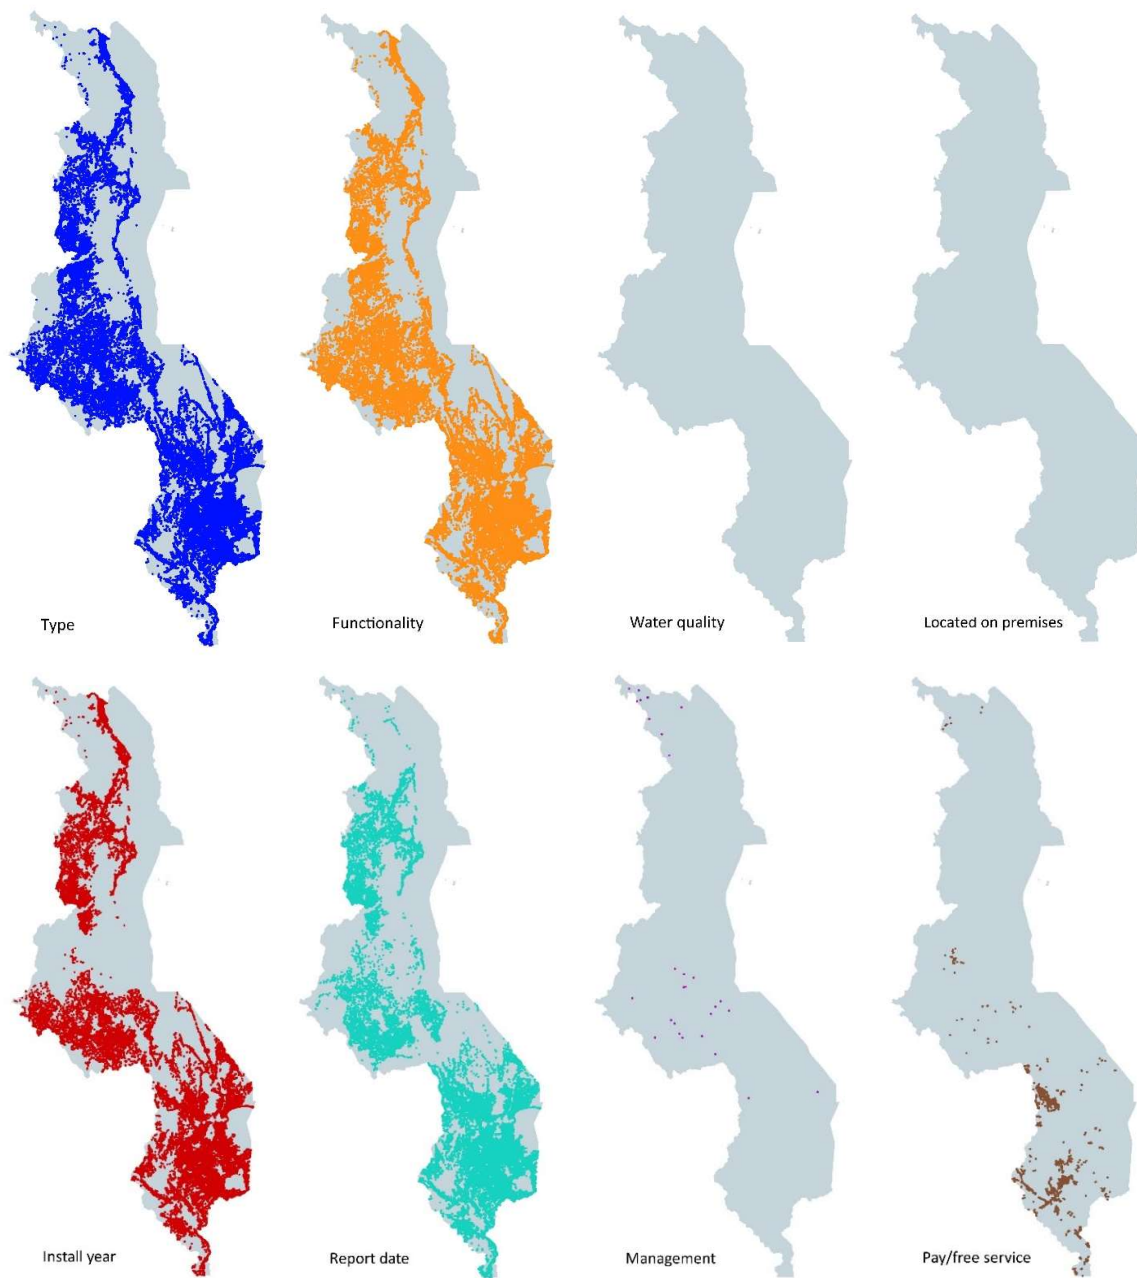 Type
Functionality
Water quality
Located on premises
Install year
Report date
Management
Pay/free service